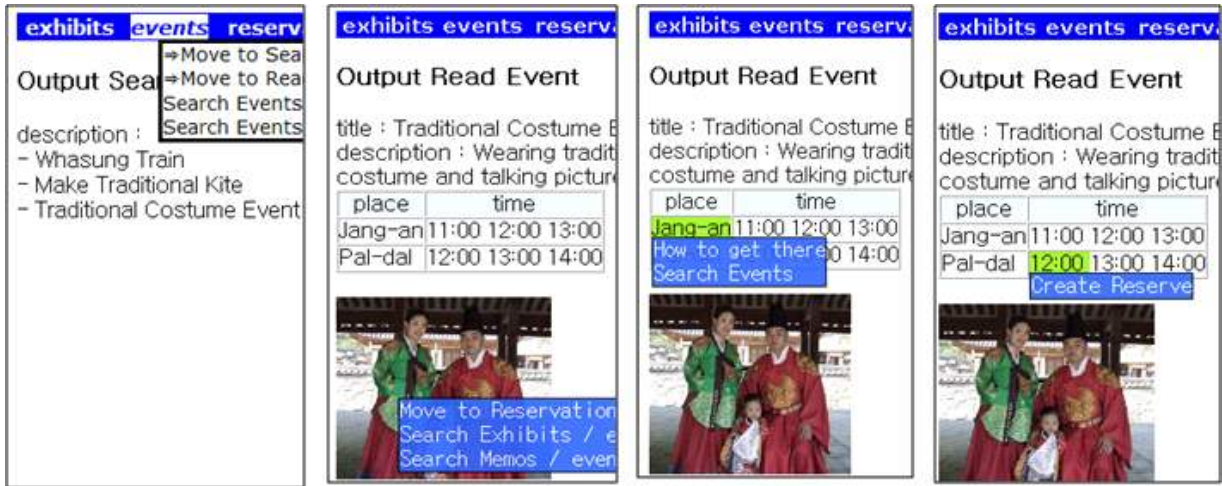 exhibits events reserv
⇒Move to Sea
⇒Move to Rea
Search Events
Search Events
Output Sear
description :
- Whasung Train
- Make Traditional Kite
- Traditional Costume Event
exhibits events reserva
Output Read Event
title : Traditional Costume E
description : Wearing tradit
costume and talking picture
place time
Jang-an 11:00 12:00 13:00
Pal-dal 12:00 13:00 14:00
Move to Reservation
Search Exhibits / e
Search Memos / even
exhibits events reserva
Output Read Event
title : Traditional Costume E
description : Wearing tradit
costume and talking picture
place time
Jang-an 11:00 12:00 13:00
How to get there 0 14:00
Search Events
exhibits events reserva
Output Read Event
title : Traditional Costume E
description : Wearing tradit
costume and talking picture
place time
Jang-an 11:00 12:00 13:00
Pal-dal 12:00 13:00 14:00
Create Reserve